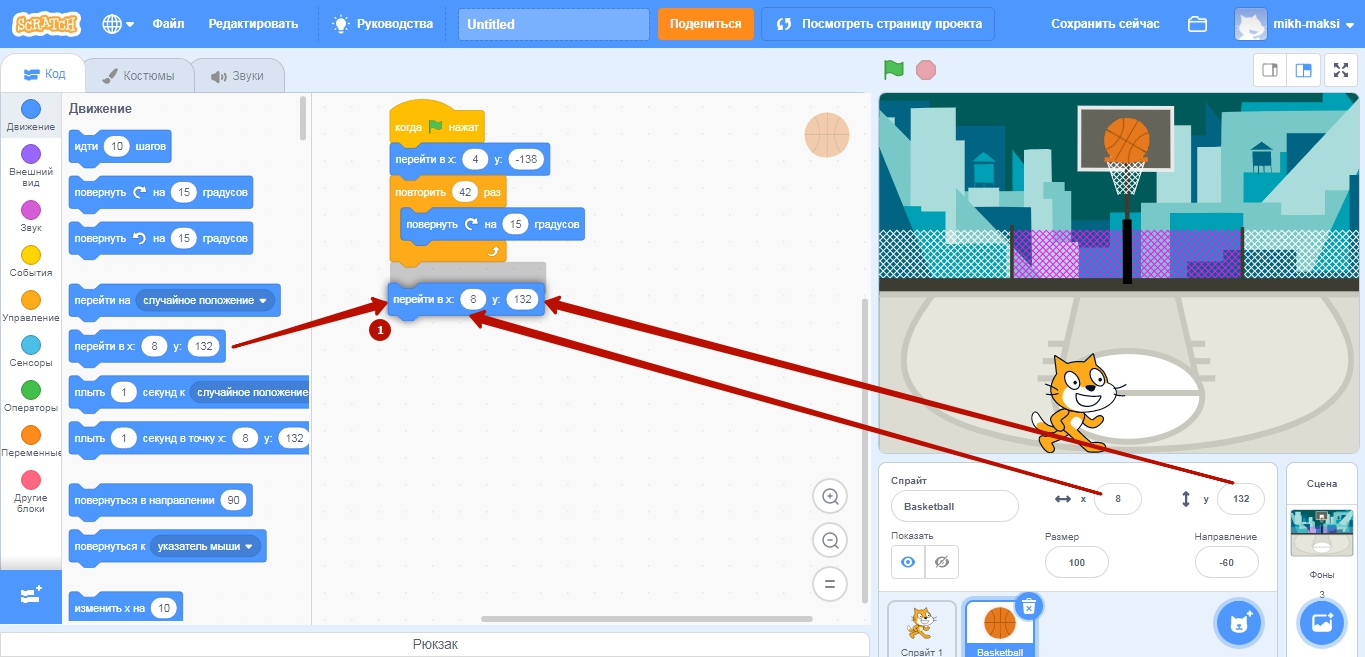 SCRATCH
Файл
Редактировать
Руководства
Untitled
Поделиться
Посмотреть страницу проекта
Сохранить сейчас
mikh-maksi
Код
Костюмы
Звуки
Движение
Внешний вид
Звук
События
Управление
Сенсоры
Операторы
Переменные
Другие блоки
Движение
идти 10 шагов
повернуть на 15 градусов
повернуть на 15 градусов
перейти на случайное положение
перейти в x: 8 y: 132
плыть 1 секунд к случайное положение
плыть 1 секунд в точку x: 8 y: 132
повернуться в направлении 90
повернуться к указатель мыши
изменить x на 10
когда нажат
перейти в x: 4 y: -138
повторить 42 раз
повернуть на 15 градусов
перейти в x: 8 y: 132
1
Спрайт
Basketball
x 8
y 132
Показать
Размер
100
Направление
-60
Спрайт 1
Basketball
Сцена
Фоны
3
Рюкзак